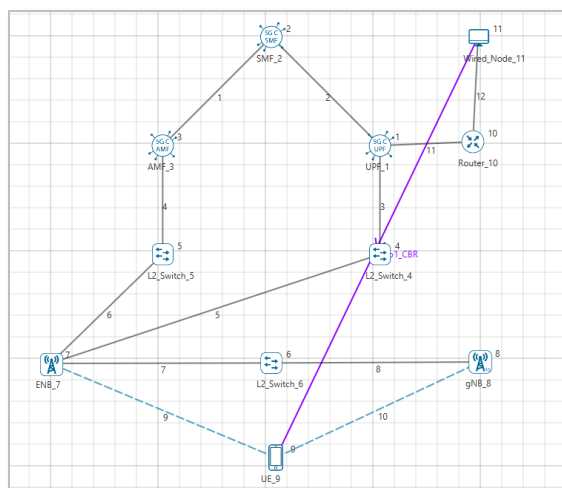 2
5G C
SMF
SMF_2
11
Wired_Node_11
1
2
12
3
5G C
AMF
AMF_3
1
5G C
UPF
UPF_1
11
10
Router_10
4
3
5
L2_Switch_5
4
L2_Switch_4
6
5
7
ENB_7
7
6
L2_Switch_6
8
8
gNB_8
9
10
9
UE_9